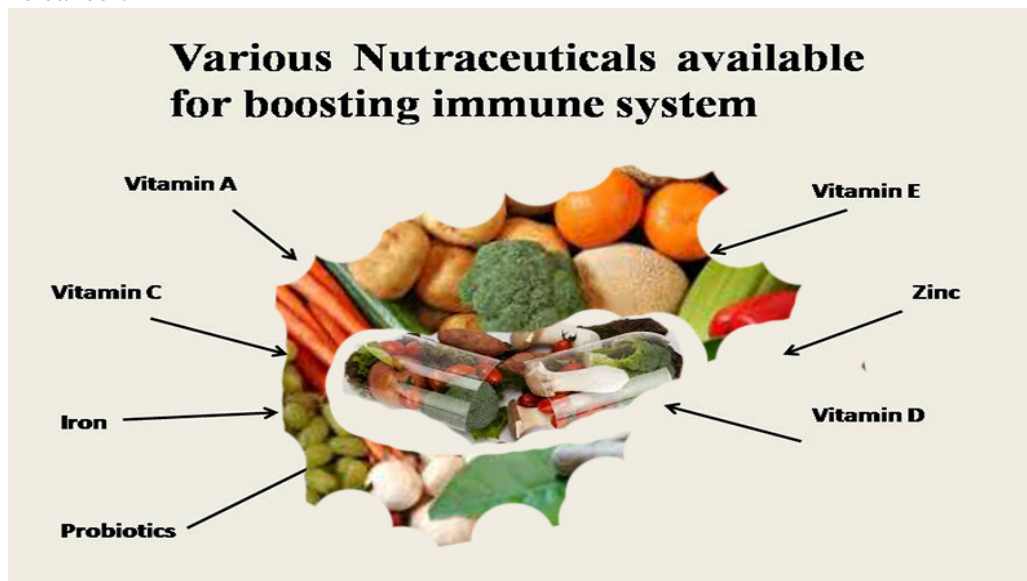 Various Nutraceuticals available
for boosting immune system
Vitamin A
Vitamin E
Vitamin C
Zinc
Iron
Vitamin D
Probiotics